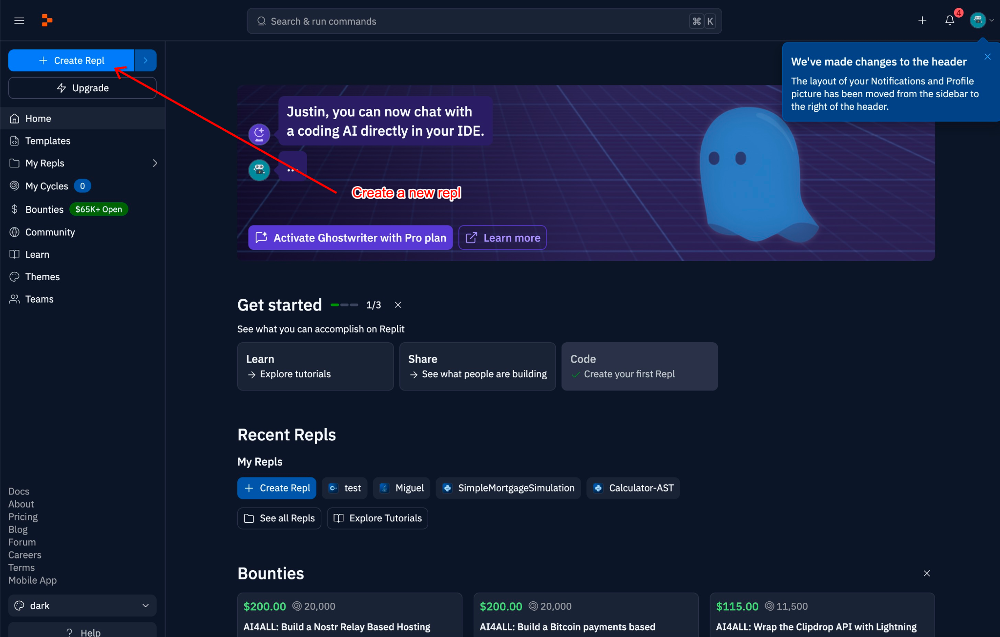 Search & run commands
⌘ K
4
Create Repl
Upgrade
Home
Templates
My Repls
My Cycles 0
Bounties $65K+ Open
Community
Learn
Themes
Teams
Docs
About
Pricing
Blog
Forum
Careers
Terms
Mobile App
dark
? Help
We've made changes to the header
The layout of your Notifications and Profile
picture has been moved from the sidebar to
the right of the header.
Justin, you can now chat with
a coding AI directly in your IDE.
...
Create a new repl
Activate Ghostwriter with Pro plan
Learn more
Get started 1/3
See what you can accomplish on Replit
Learn
→ Explore tutorials
Share
→ See what people are building
Code
✓ Create your first Repl
Recent Repls
My Repls
+ Create Repl
test
Miguel
SimpleMortgageSimulation
Calculator-AST
See all Repls
Explore Tutorials
Bounties
$200.00 20,000
AI4ALL: Build a Nostr Relay Based Hosting
$200.00 20,000
AI4ALL: Build a Bitcoin payments based
$115.00 11,500
AI4ALL: Wrap the Clipdrop API with Lightning